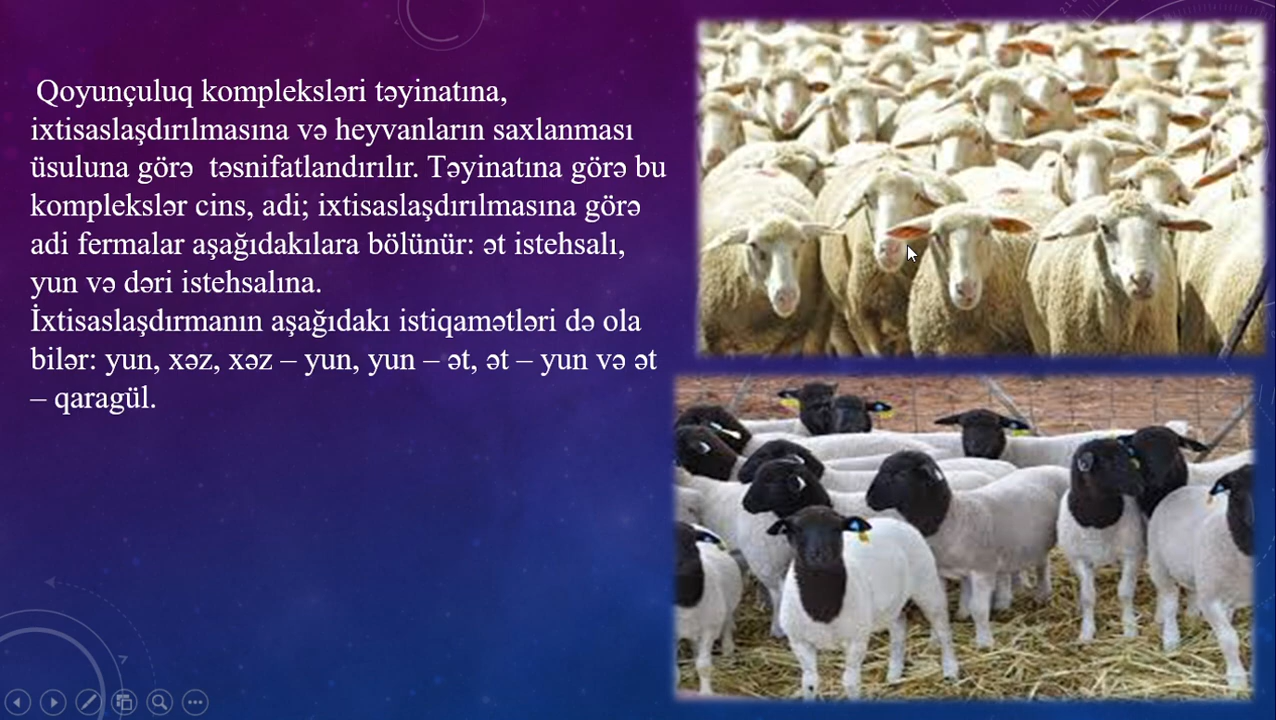 Qoyunçuluq kompleksləri təyinatına,
ixtisaslaşdırılmasına və heyvanların saxlanması
üsuluna görə  təsnifatlandırılır. Təyinatına görə bu
komplekslər cins, adi; ixtisaslaşdırılmasına görə
adi fermalar aşağıdakılara bölünür: ət istehsalı,
yun və dəri istehsalına.
İxtisaslaşdırmanın aşağıdakı istiqamətləri də ola
bilər: yun, xəz, xəz – yun, yun – ət, ət – yun və ət
– qaragül.